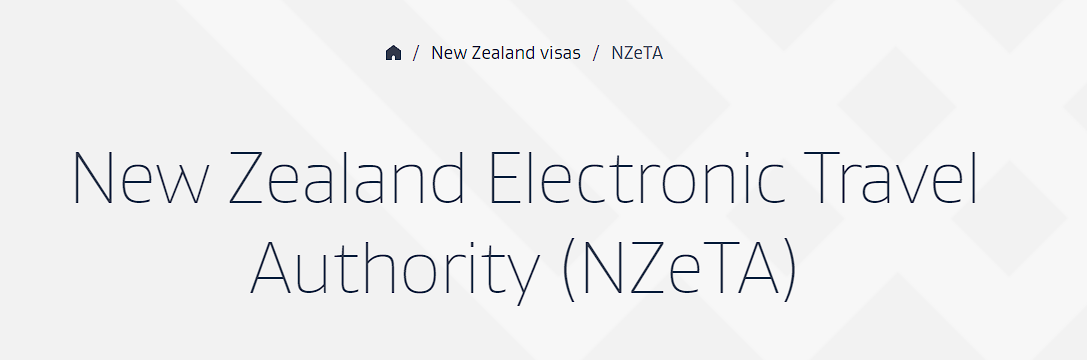 / New Zealand visas / NZeTA
New Zealand Electronic Travel
Authority (NZeTA)